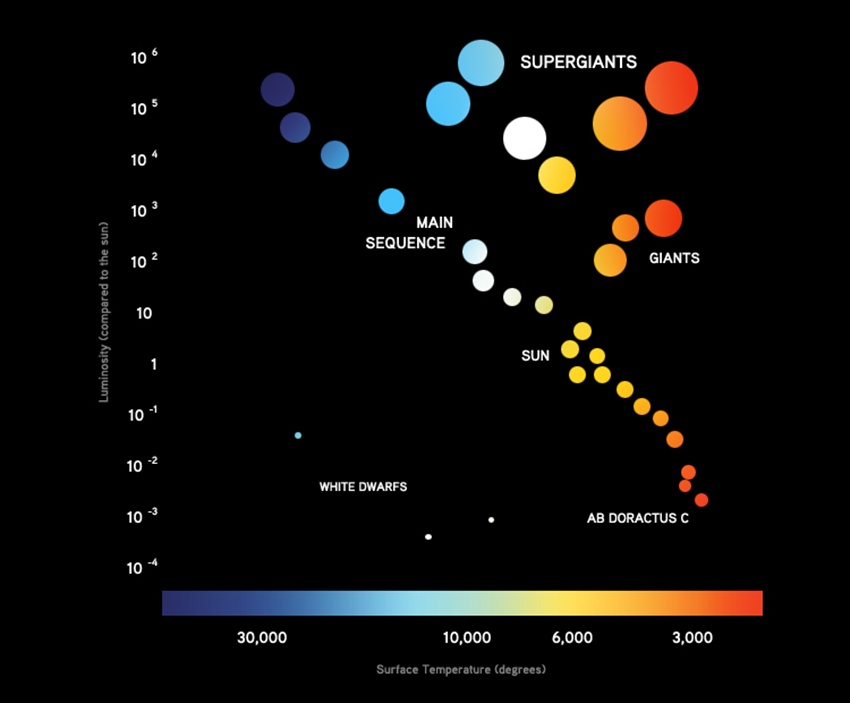 10 6
SUPERGIANTS
10 5
10 4
10 3
MAIN
SEQUENCE
10 2
GIANTS
10
SUN
1
10 -1
10 -2
WHITE DWARFS
10 -3
AB DORACTUS C
10 -4
Luminosity (compared to the sun)
30,000 10,000 6,000 3,000
Surface Temperature (degrees)